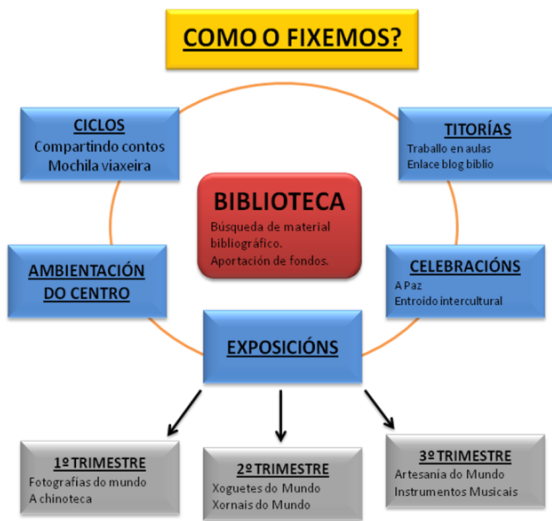 COMO O FIXEMOS?
CICLOS
Compartindo contos
Mochila viaxeira
TITORÍAS
Traballo en aulas
Enlace blog biblio
BIBLIOTECA
Búsqueda de material
bibliográfico.
Aportación de fondos.
AMBIENTACIÓN
DO CENTRO
CELEBRACIÓNS
A Paz
Entroido intercultural
EXPOSICIÓNS
1º TRIMESTRE
Fotografías do mundo
A chinoteca
2º TRIMESTRE
Xoguetes do Mundo
Xornais do Mundo
3º TRIMESTRE
Artesanía do Mundo
Instrumentos Musicais